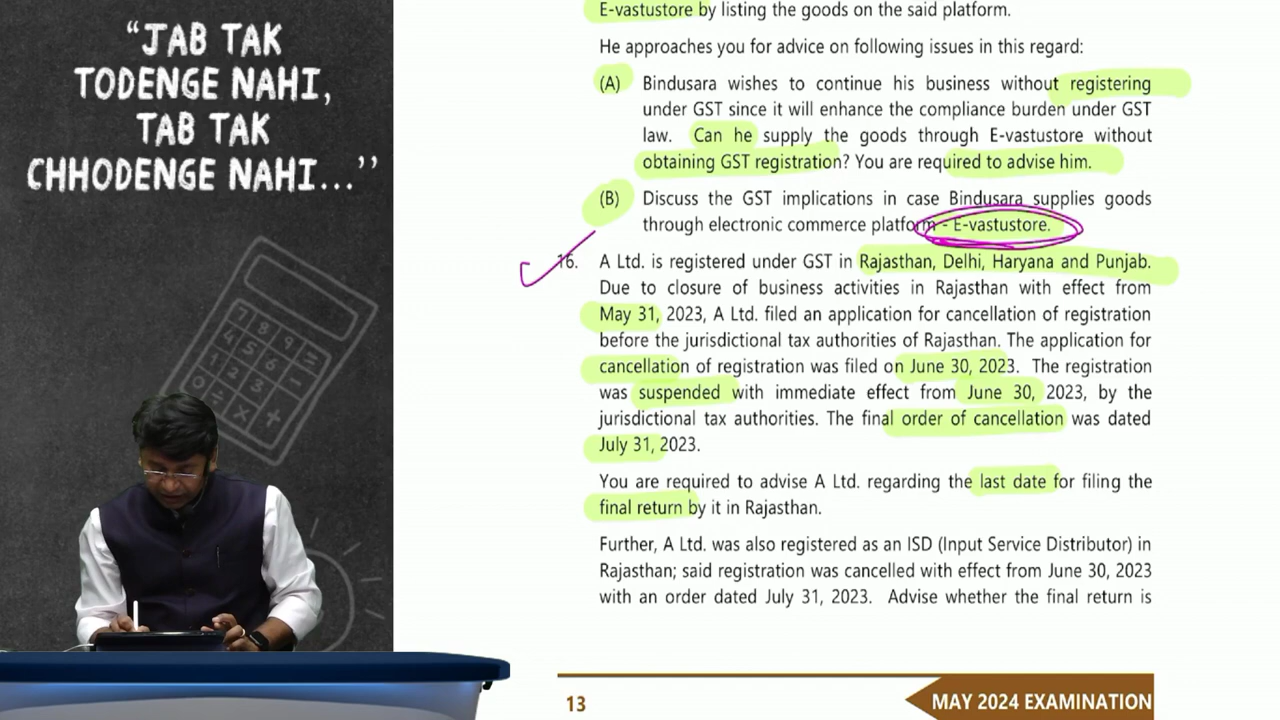 “JAB TAK
TODENGE NAHI,
TAB TAK
CHHODENGE NAHI...’’
7 8 9 =
4 5 6 -
1 2 3
0 ÷ × +
E-vastustore by listing the goods on the said platform.
He approaches you for advice on following issues in this regard:
(A) Bindusara wishes to continue his business without registering
under GST since it will enhance the compliance burden under GST
law. Can he supply the goods through E-vastustore without
obtaining GST registration? You are required to advise him.
(B) Discuss the GST implications in case Bindusara supplies goods
through electronic commerce platform - E-vastustore.
16. A Ltd. is registered under GST in Rajasthan, Delhi, Haryana and Punjab.
Due to closure of business activities in Rajasthan with effect from
May 31, 2023, A Ltd. filed an application for cancellation of registration
before the jurisdictional tax authorities of Rajasthan. The application for
cancellation of registration was filed on June 30, 2023. The registration
was suspended with immediate effect from June 30, 2023, by the
jurisdictional tax authorities. The final order of cancellation was dated
July 31, 2023.
You are required to advise A Ltd. regarding the last date for filing the
final return by it in Rajasthan.
Further, A Ltd. was also registered as an ISD (Input Service Distributor) in
Rajasthan; said registration was cancelled with effect from June 30, 2023
with an order dated July 31, 2023. Advise whether the final return is
13
MAY 2024 EXAMINATION